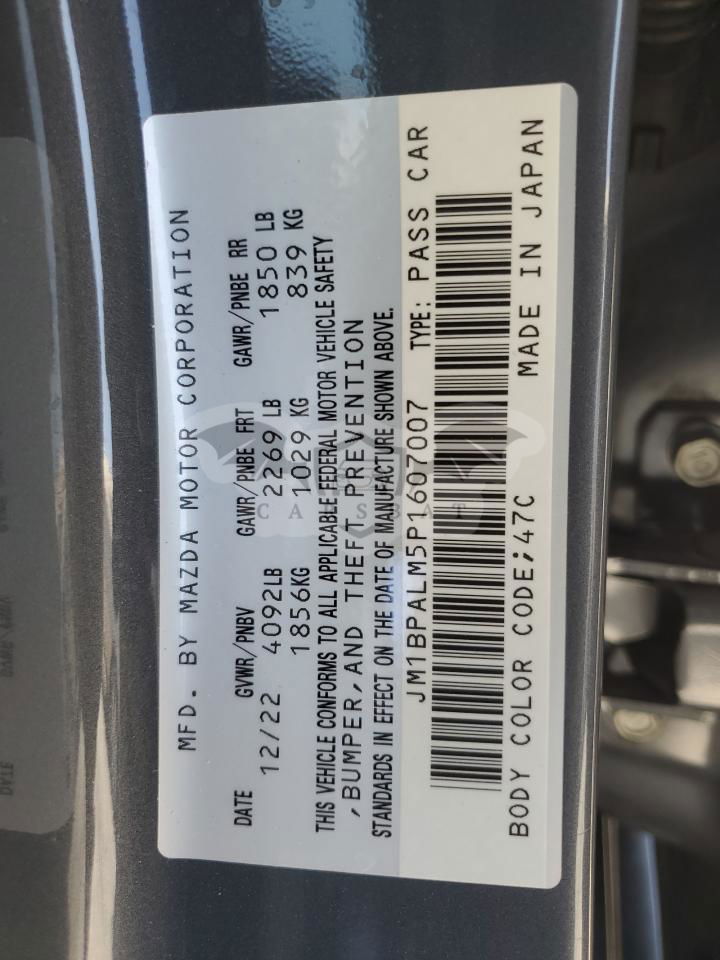 MFD. BY MAZDA MOTOR CORPORATION
DATE GVWR/PNBV GAWR/PNBE FRT GAWR/PNBE RR
12/22 4092LB 2269 LB 1850 LB
1856KG 1029 KG 839 KG
THIS VEHICLE CONFORMS TO ALL APPLICABLE FEDERAL MOTOR VEHICLE SAFETY
,BUMPER,AND THEFT PREVENTION
STANDARDS IN EFFECT ON THE DATE OF MANUFACTURE SHOWN ABOVE.
JM1BPALM5P1607007 TYPE: PASS CAR
BODY COLOR CODE;47C MADE IN JAPAN
CARSBAT
DATE